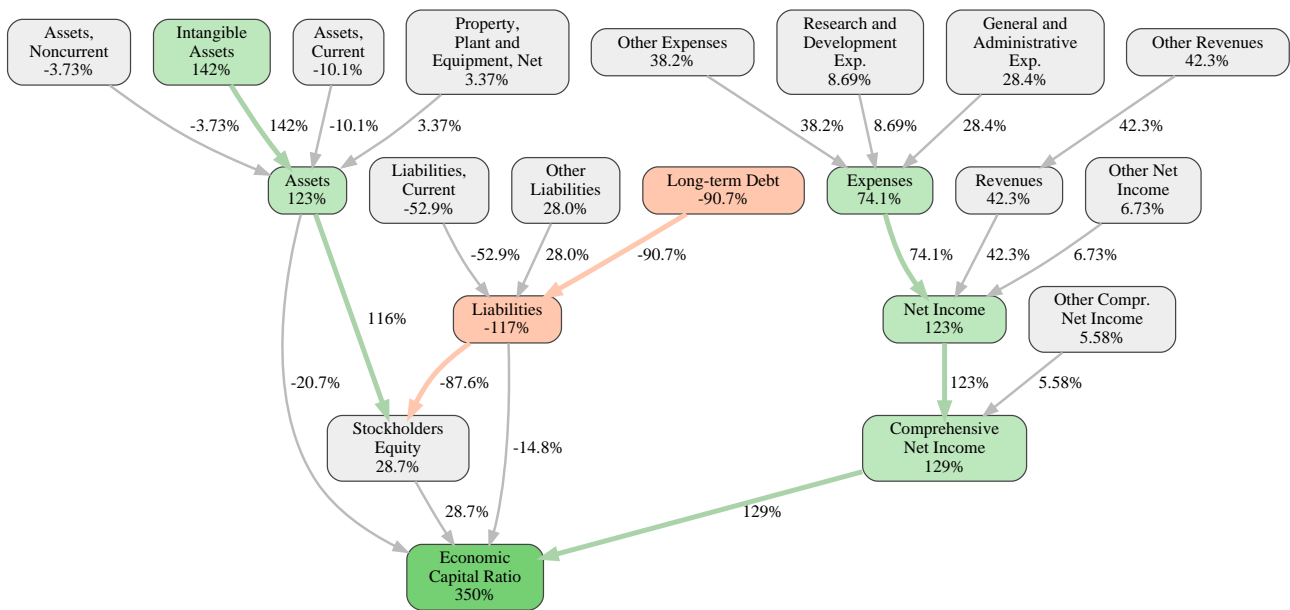 Assets,
Noncurrent
-3.73%
Intangible
Assets
142%
Assets,
Current
-10.1%
Property,
Plant and
Equipment, Net
3.37%
Other Expenses
38.2%
Research and
Development
Exp.
8.69%
General and
Administrative
Exp.
28.4%
Other Revenues
42.3%
-3.73%
142%
-10.1%
3.37%
38.2%
8.69%
28.4%
42.3%
Assets
123%
Liabilities,
Current
-52.9%
Other
Liabilities
28.0%
Long-term Debt
-90.7%
Expenses
74.1%
Revenues
42.3%
Other Net
Income
6.73%
-52.9%
28.0%
-90.7%
74.1%
42.3%
6.73%
Liabilities
-117%
Net Income
123%
Other Compr.
Net Income
5.58%
116%
-20.7%
-87.6%
123%
5.58%
Stockholders
Equity
28.7%
-14.8%
Comprehensive
Net Income
129%
28.7%
129%
Economic
Capital Ratio
350%